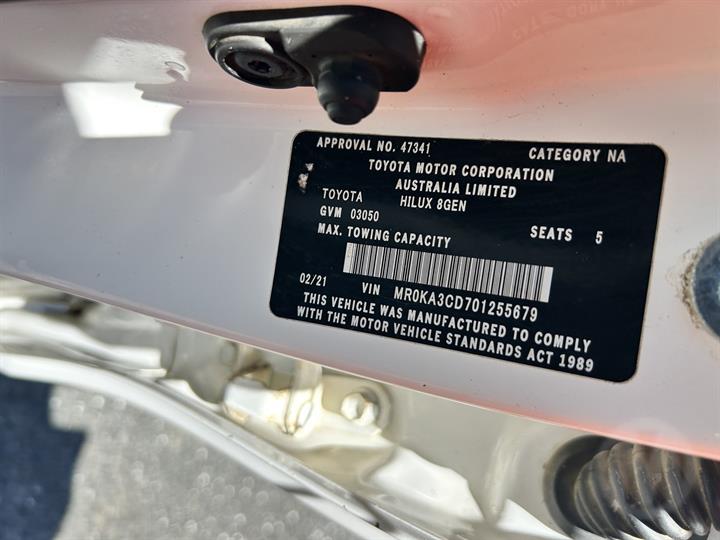 APPROVAL NO. 47341 CATEGORY NA
TOYOTA MOTOR CORPORATION
AUSTRALIA LIMITED
TOYOTA HILUX 8GEN
GVM 03050 SEATS 5
MAX. TOWING CAPACITY
02/21 VIN MR0KA3CD701255679
THIS VEHICLE WAS MANUFACTURED TO COMPLY
WITH THE MOTOR VEHICLE STANDARDS ACT 1989